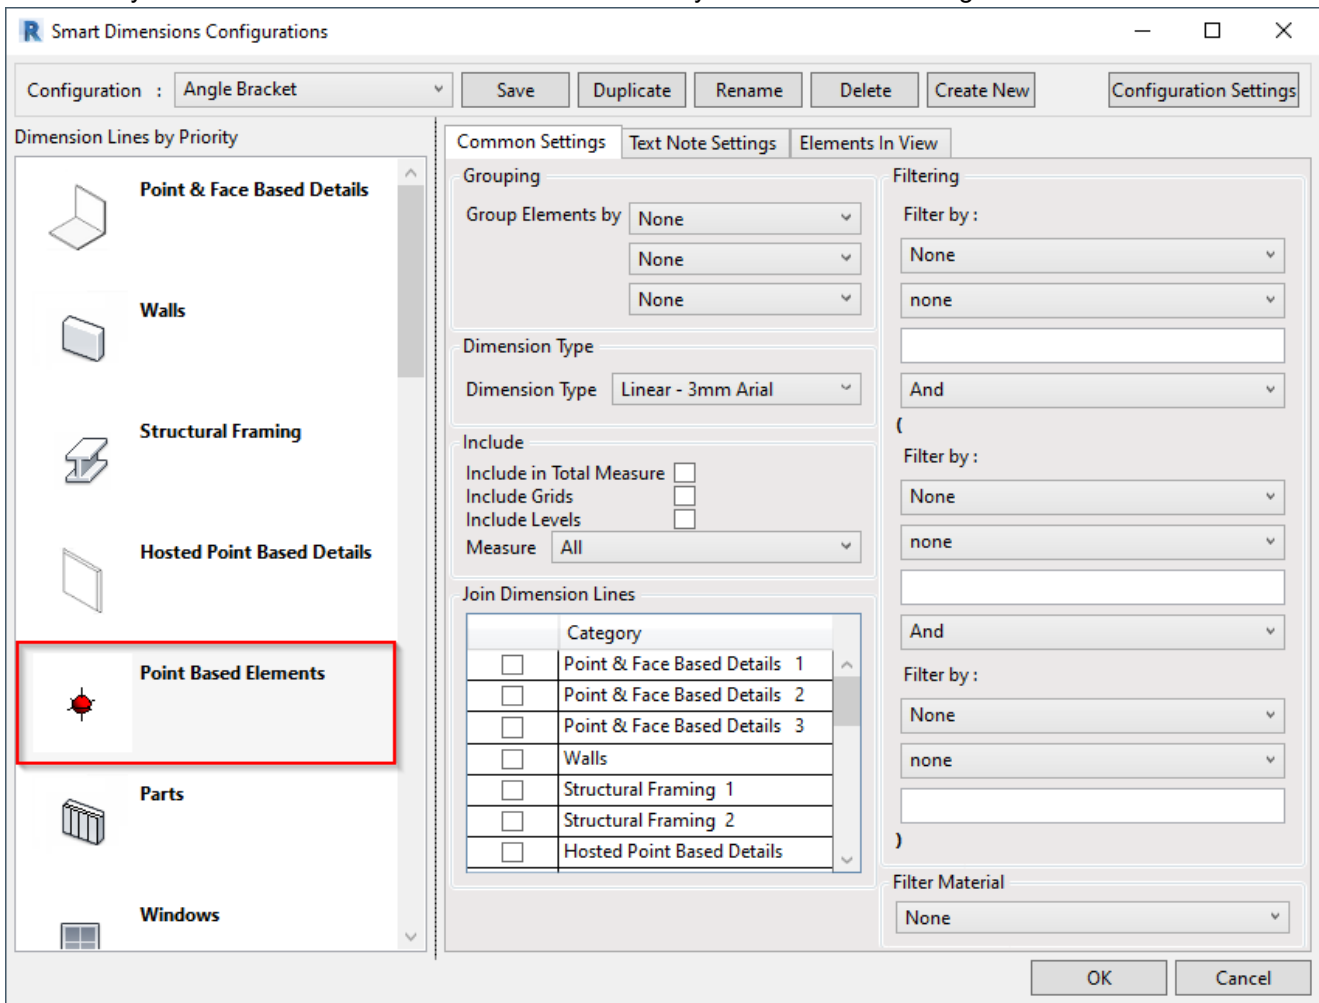 Smart Dimensions Configurations
Configuration : Angle Bracket Save Duplicate Rename Delete Create New Configuration Settings
Dimension Lines by Priority
Point & Face Based Details
Walls
Structural Framing
Hosted Point Based Details
Point Based Elements
Parts
Windows
Common Settings Text Note Settings Elements In View
Grouping
Group Elements by None
None
None
Dimension Type
Dimension Type Linear - 3mm Arial
Include
Include in Total Measure
Include Grids
Include Levels
Measure All
Join Dimension Lines
Category
Point & Face Based Details 1
Point & Face Based Details 2
Point & Face Based Details 3
Walls
Structural Framing 1
Structural Framing 2
Hosted Point Based Details
Filtering
Filter by :
None
none
And
(
Filter by :
None
none
And
Filter by :
None
none
)
Filter Material
None
OK Cancel